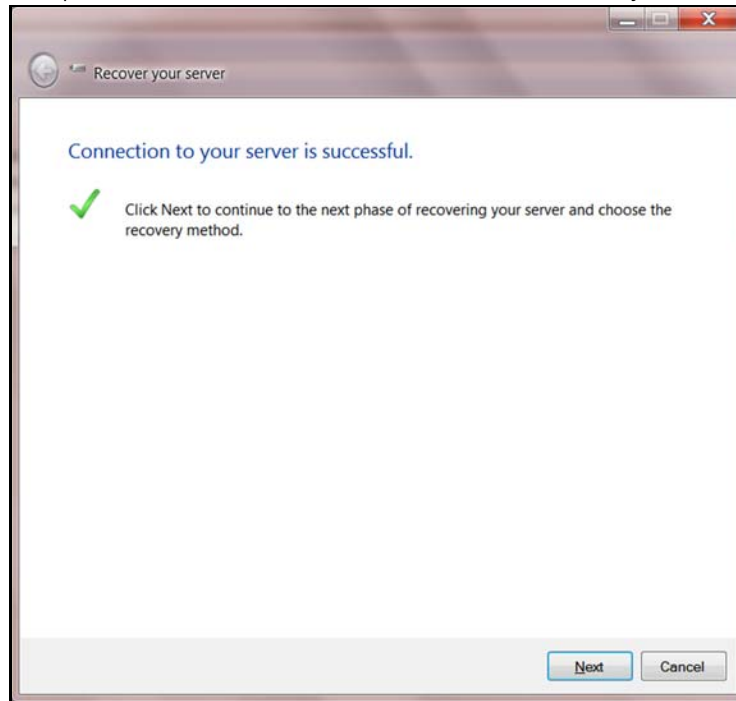 Recover your server
Connection to your server is successful.
Click Next to continue to the next phase of recovering your server and choose the
recovery method.
Next
Cancel